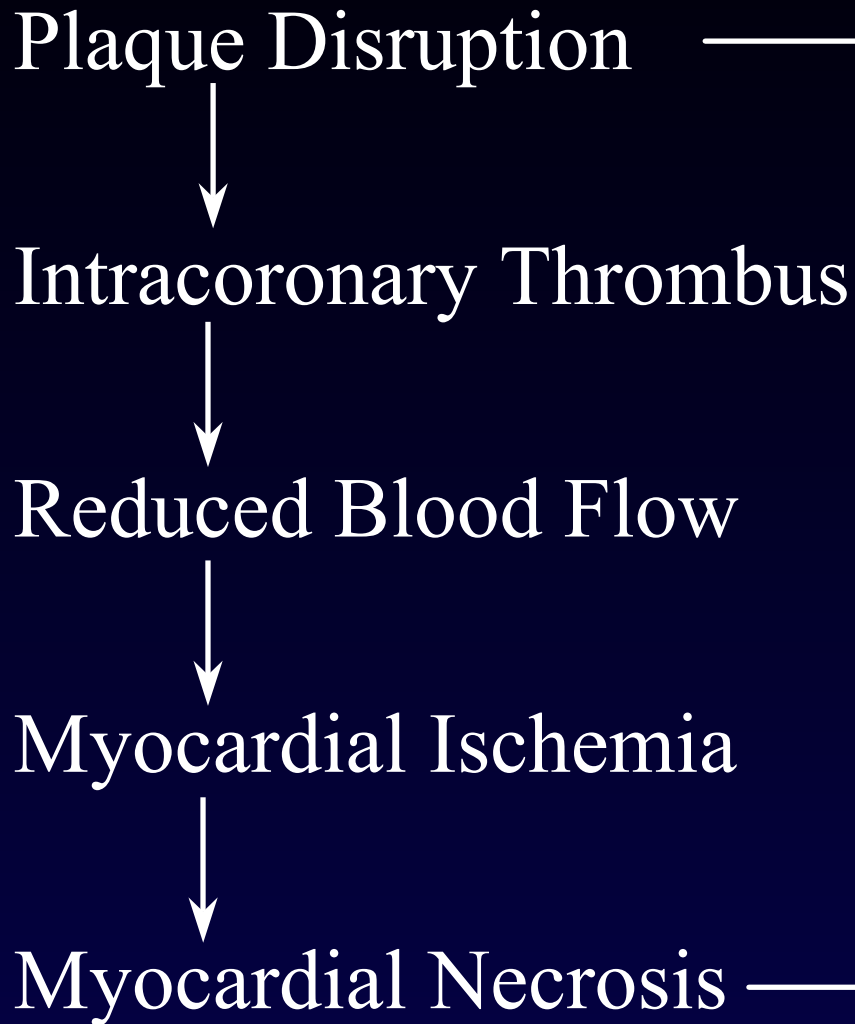 Plaque Disruption
Intracoronary Thrombus
Reduced Blood Flow
Myocardial Ischemia
Myocardial Necrosis